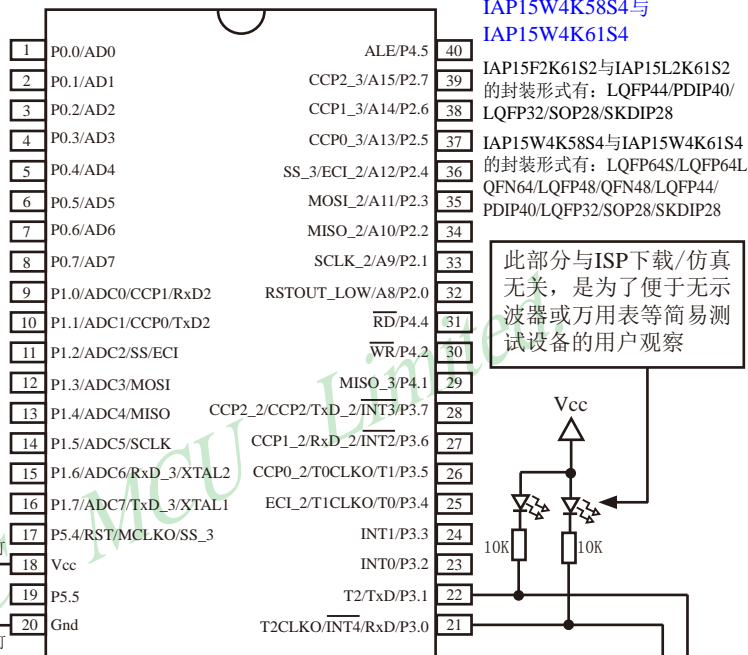 IAP15W4K58S4与
IAP15W4K61S4
IAP15F2K61S2与IAP15L2K61S2
的封装形式有：LQFP44/PDIP40/
LQFP32/SOP28/SKDIP28
IAP15W4K58S4与IAP15W4K61S4
的封装形式有：LQFP64S/LQFP64L
QFN64/LQFP48/QFN48/LQFP44/
PDIP40/LQFP32/SOP28/SKDIP28
此部分与ISP下载/仿真
无关，是为了便于无示
波器或万用表等简易测
试设备的用户观察
1 P0.0/AD0 ALE/P4.5 40
2 P0.1/AD1 CCP2_3/A15/P2.7 39
3 P0.2/AD2 CCP1_3/A14/P2.6 38
4 P0.3/AD3 CCP0_3/A13/P2.5 37
5 P0.4/AD4 SS_3/ECI_2/A12/P2.4 36
6 P0.5/AD5 MOSI_2/A11/P2.3 35
7 P0.6/AD6 MISO_2/A10/P2.2 34
8 P0.7/AD7 SCLK_2/A9/P2.1 33
9 P1.0/ADC0/CCP1/RxD2 RSTOUT_LOW/A8/P2.0 32
10 P1.1/ADC1/CCP0/TxD2 RD/P4.4 31
11 P1.2/ADC2/SS/ECI WR/P4.2 30
12 P1.3/ADC3/MOSI MISO_3/P4.1 29
13 P1.4/ADC4/MISO CCP2_2/CCP2/TxD_2/INT3/P3.7 28
14 P1.5/ADC5/SCLK CCP1_2/RxD_2/INT2/P3.6 27
15 P1.6/ADC6/RxD_3/XTAL2 CCP0_2/T0CLKO/T1/P3.5 26
16 P1.7/ADC7/TxD_3/XTAL1 ECI_2/T1CLKO/T0/P3.4 25
17 P5.4/RST/MCLKO/SS_3 INT1/P3.3 24
18 Vcc INT0/P3.2 23
19 P5.5 T2/TxD/P3.1 22
20 Gnd T2CLKO/INT4/RxD/P3.0 21
Vcc
10K 10K
MCU Limited.